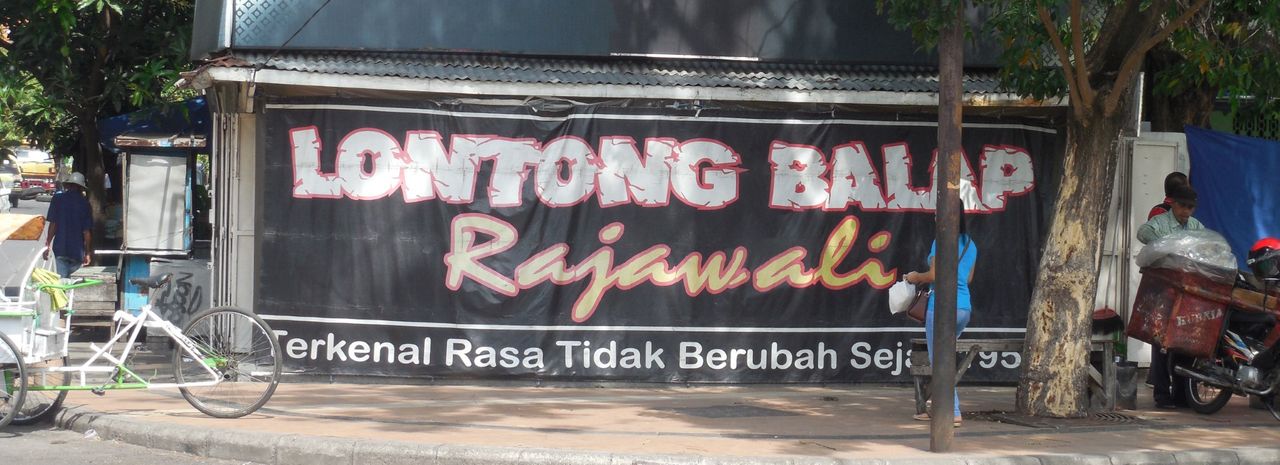 LONTONG BALAP
Rajawali
Terkenal Rasa Tidak Berubah